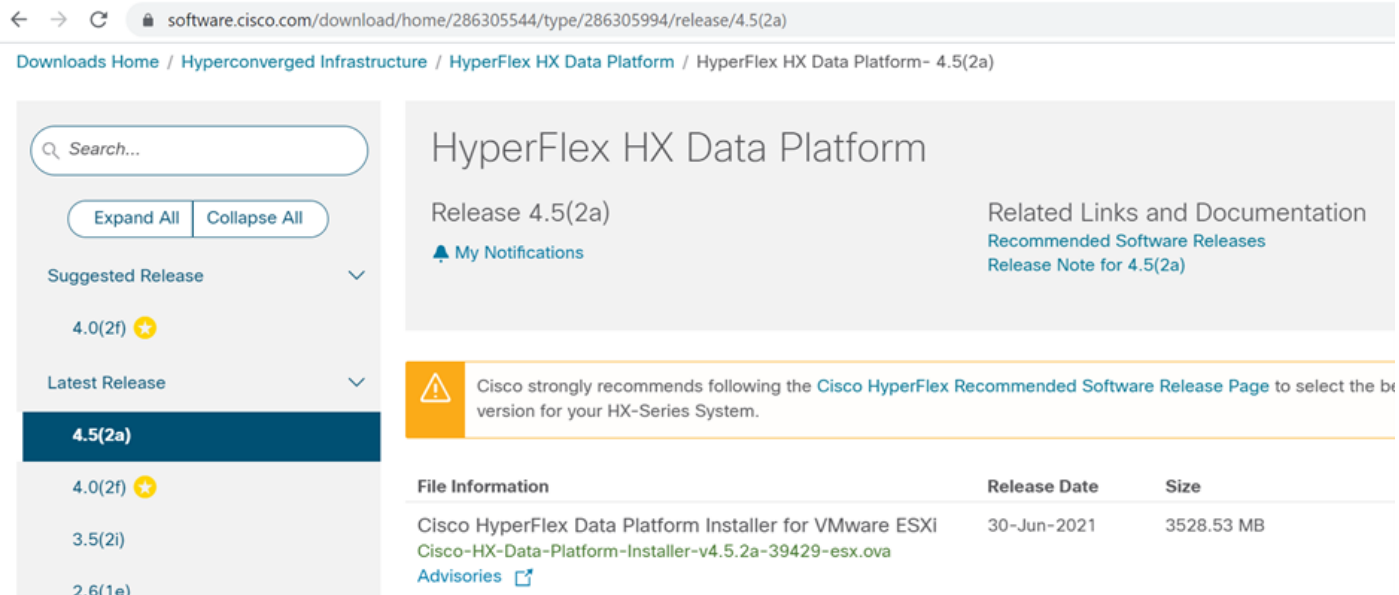 software.cisco.com/download/home/286305544/type/286305994/release/4.5(2a)
Downloads Home / Hyperconverged Infrastructure / HyperFlex HX Data Platform / HyperFlex HX Data Platform- 4.5(2a)
Search...
Expand All Collapse All
Suggested Release
4.0(2f)
Latest Release
4.5(2a)
4.0(2f)
3.5(2i)
2.6(1e)
HyperFlex HX Data Platform
Release 4.5(2a)
My Notifications
Related Links and Documentation
Recommended Software Releases
Release Note for 4.5(2a)
Cisco strongly recommends following the Cisco HyperFlex Recommended Software Release Page to select the
version for your HX-Series System.
File Information Release Date Size
Cisco HyperFlex Data Platform Installer for VMware ESXi 30-Jun-2021 3528.53 MB
Cisco-HX-Data-Platform-Installer-v4.5.2a-39429-esx.ova
Advisories